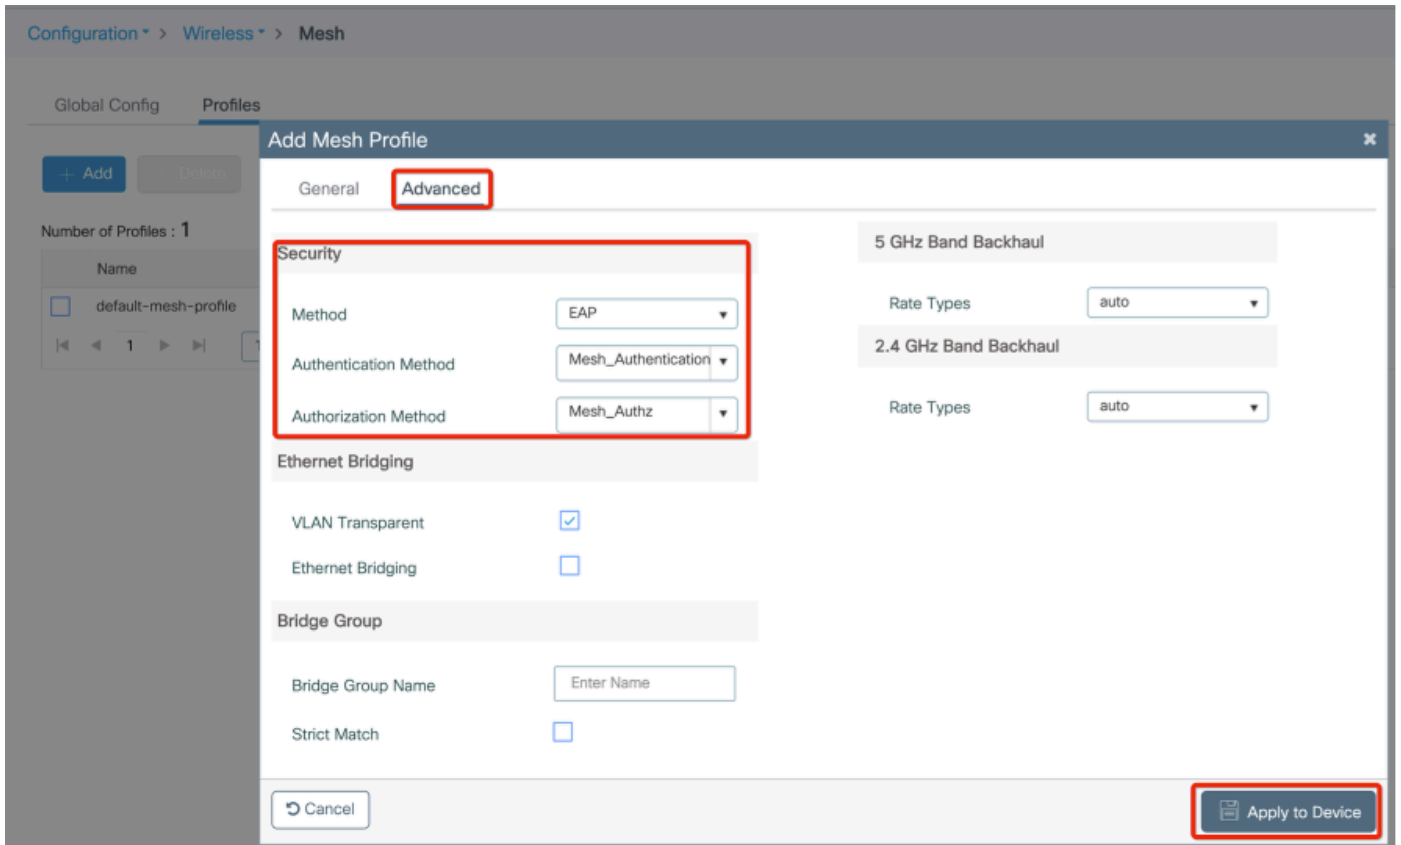 Configuration > Wireless > Mesh
Global Config Profiles
Add Mesh Profile
+ Add Delete
General Advanced
Number of Profiles : 1
Name
default-mesh-profile
1
Security
Method EAP
Authentication Method Mesh_Authentication
Authorization Method Mesh_Authz
Ethernet Bridging
VLAN Transparent
Ethernet Bridging
Bridge Group
Bridge Group Name Enter Name
Strict Match
5 GHz Band Backhaul
Rate Types auto
2.4 GHz Band Backhaul
Rate Types auto
Cancel Apply to Device